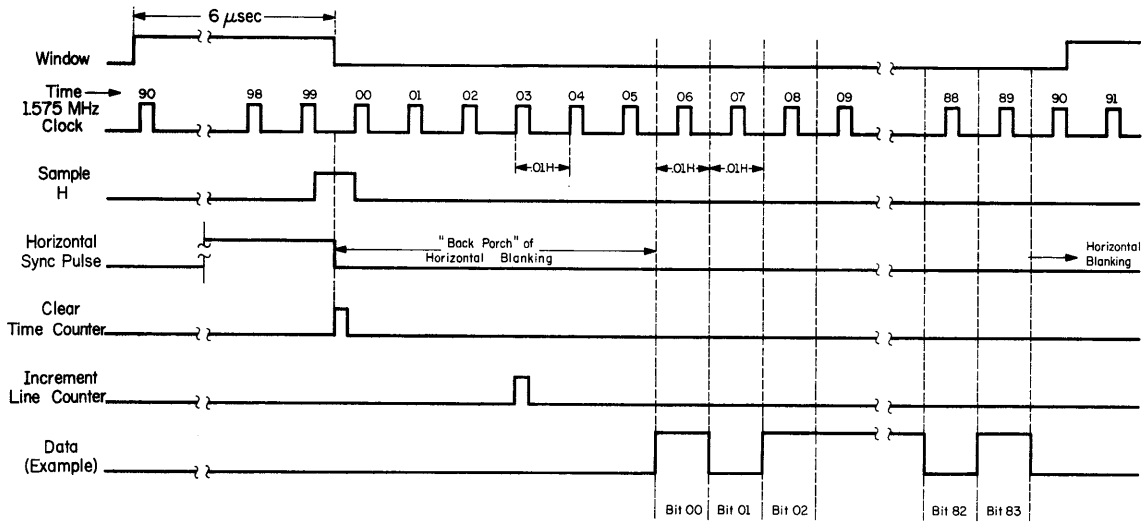 6 μsec
Window
Time
1.575 MHz
Clock
90 98 99 00 01 02 03 04 05 06 07 08 09 88 89 90 91
.01H .01H .01H
Sample
H
Horizontal
Sync Pulse
"Back Porch" of
Horizontal Blanking
Horizontal
Blanking
Clear
Time Counter
Increment
Line Counter
Data
(Example)
Bit 00 Bit 01 Bit 02 Bit 82 Bit 83